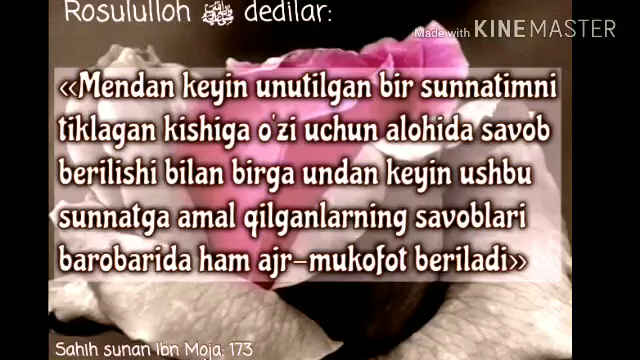 Rosululloh ﷺ dedilar:
Made with KINEMASTER
«Mendan keyin unutilgan bir sunnatimni
tiklagan kishiga o'zi uchun alohida savob
berilishi bilan birga undan keyin ushbu
sunnatga amal qilganlarning savoblari
barobarida ham ajr-mukofot beriladi»
Sahih sunan Ibn Moja: 173